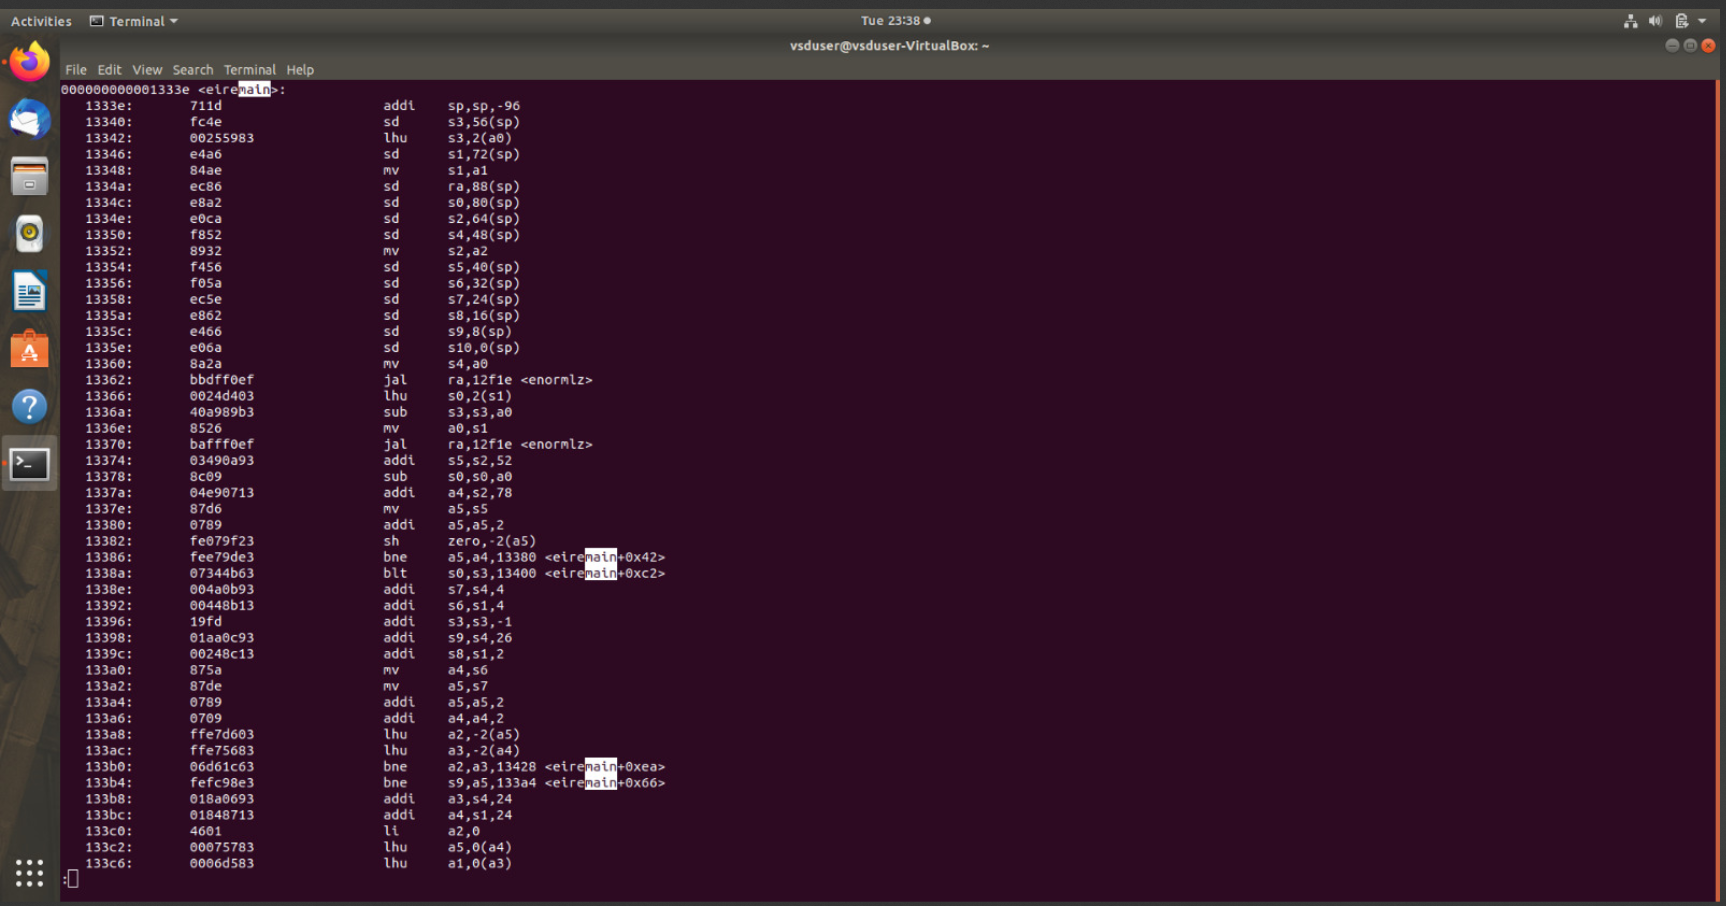 Activities Terminal Tue 23:38
vsduser@vsduser-VirtualBox: ~
File Edit View Search Terminal Help
000000000001333e <eiremain>:
1333e: 711d addi sp,sp,-96
13340: fc4e sd s3,56(sp)
13342: 00255983 lhu s3,2(a0)
13346: e4a6 sd s1,72(sp)
13348: 84ae mv s1,a1
1334a: ec86 sd ra,88(sp)
1334c: e8a2 sd s0,80(sp)
1334e: e0ca sd s2,64(sp)
13350: f852 sd s4,48(sp)
13352: 8932 mv s2,a2
13354: f456 sd s5,40(sp)
13356: f05a sd s6,32(sp)
13358: ec5e sd s7,24(sp)
1335a: e862 sd s8,16(sp)
1335c: e466 sd s9,8(sp)
1335e: e06a sd s10,0(sp)
13360: 8a2a mv s4,a0
13362: bbdff0ef jal ra,12f1e <enormlz>
13366: 0024d403 lhu s0,2(s1)
1336a: 40a989b3 sub s3,s3,a0
1336e: 8526 mv a0,s1
13370: bafff0ef jal ra,12f1e <enormlz>
13374: 03490a93 addi s5,s2,52
13378: 8c09 sub s0,s0,a0
1337a: 04e90713 addi a4,s2,78
1337e: 87d6 mv a5,s5
13380: 0789 addi a5,a5,2
13382: fe079f23 sh zero,-2(a5)
13386: fee79de3 bne a5,a4,13380 <eiremain+0x42>
1338a: 07344b63 blt s0,s3,13400 <eiremain+0xc2>
1338e: 004a0b93 addi s7,s4,4
13392: 00448b13 addi s6,s1,4
13396: 19fd addi s3,s3,-1
13398: 01aa0c93 addi s9,s4,26
1339c: 00248c13 addi s8,s1,2
133a0: 875a mv a4,s6
133a2: 87de mv a5,s7
133a4: 0789 addi a5,a5,2
133a6: 0709 addi a4,a4,2
133a8: ffe7d603 lhu a2,-2(a5)
133ac: ffe75683 lhu a3,-2(a4)
133b0: 06d61c63 bne a2,a3,13428 <eiremain+0xea>
133b4: fefc98e3 bne s9,a5,133a4 <eiremain+0x66>
133b8: 018a0693 addi a3,s4,24
133bc: 01848713 addi a4,s1,24
133c0: 4601 li a2,0
133c2: 00075783 lhu a5,0(a4)
133c6: 0006d583 lhu a1,0(a3)
: